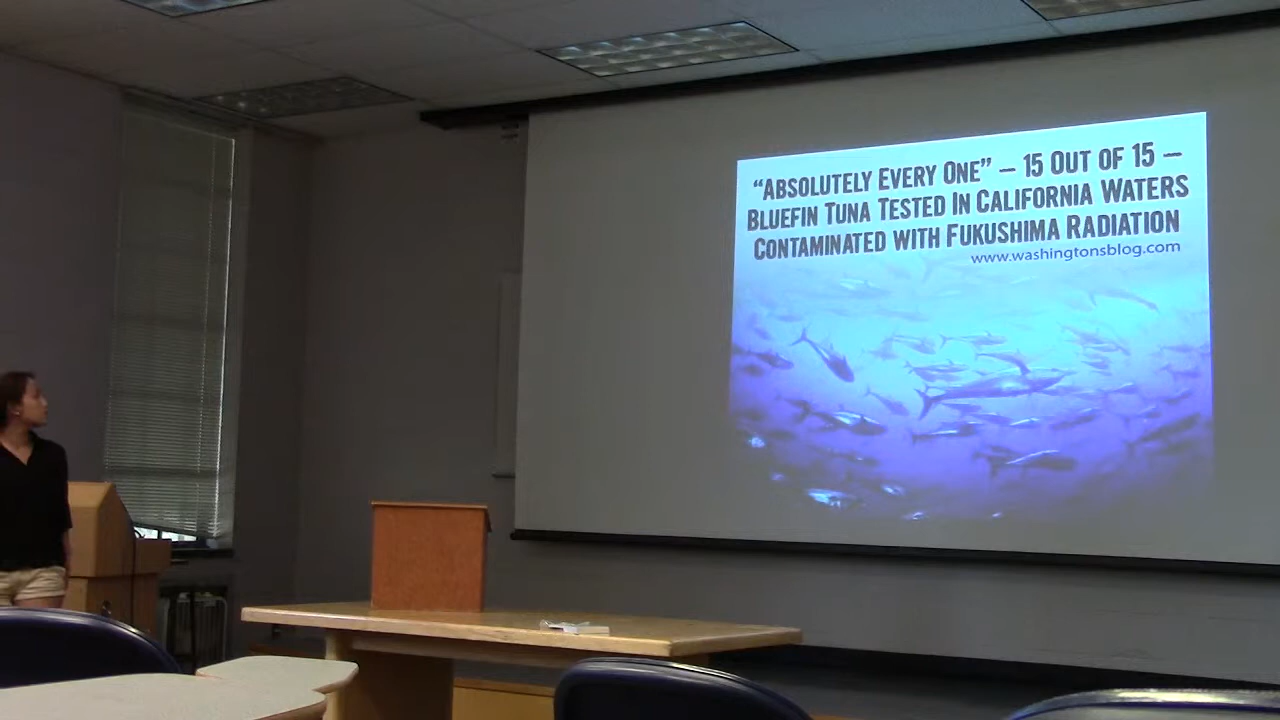 “Absolutely Every One” – 15 Out of 15 –
Bluefin Tuna Tested In California Waters
Contaminated with Fukushima Radiation
www.washingtonsblog.com